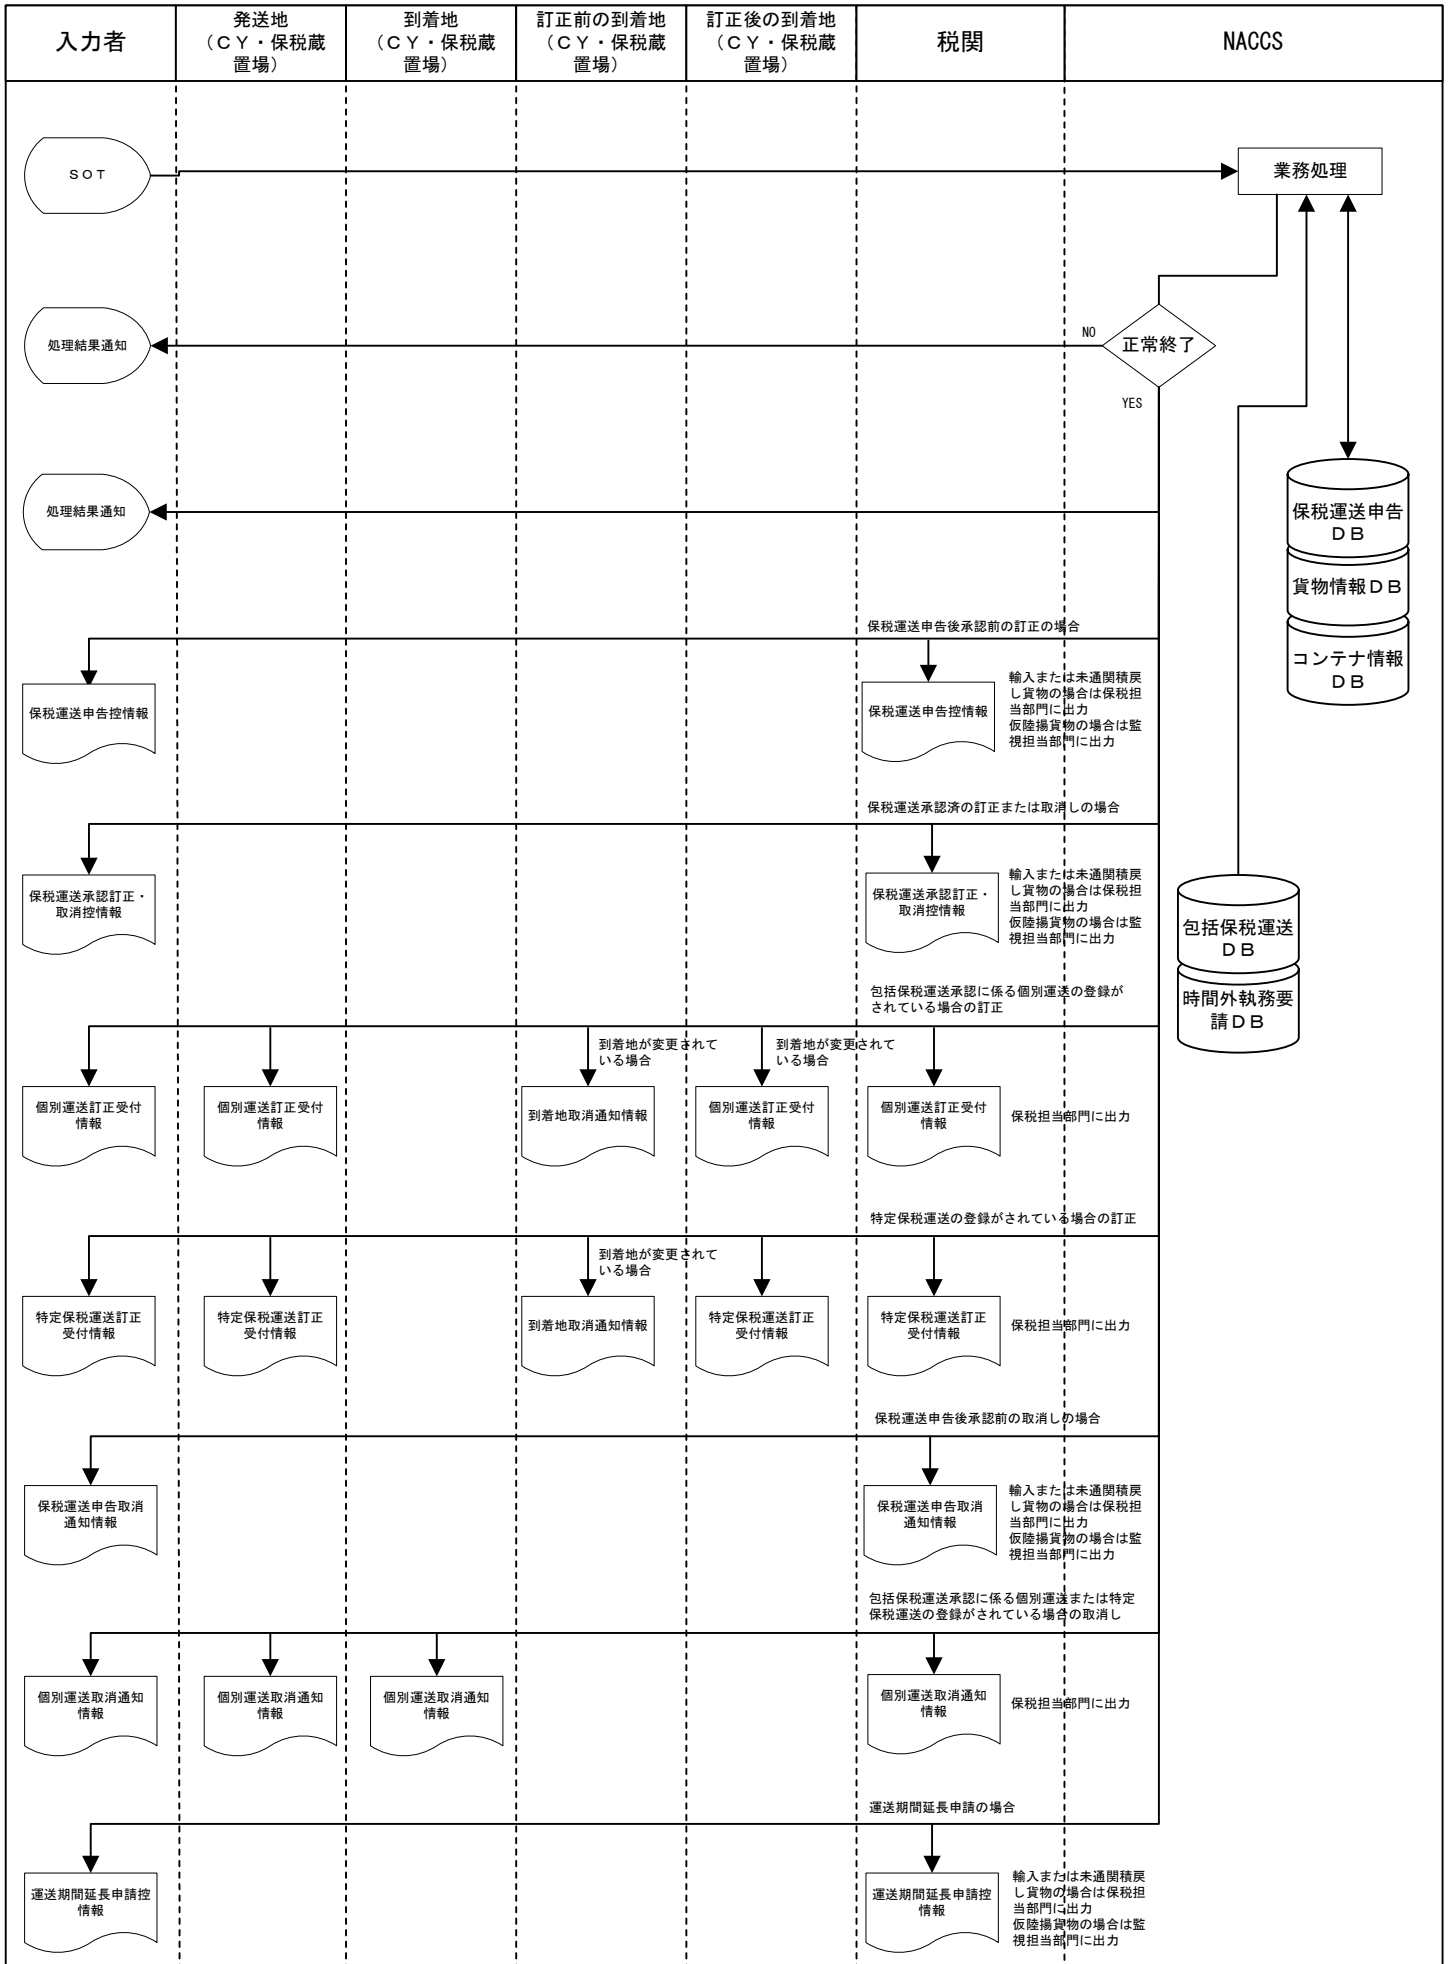 入力者
発送地
（ＣＹ・保税蔵
置場）
到着地
（ＣＹ・保税蔵
置場）
訂正前の到着地
（ＣＹ・保税蔵
置場）
訂正後の到着地
（ＣＹ・保税蔵
置場）
税関
NACCS
ＳＯＴ
業務処理
処理結果通知
NO
正常終了
YES
処理結果通知
保税運送申告
ＤＢ
貨物情報ＤＢ
コンテナ情報
ＤＢ
保税運送申告後承認前の訂正の場合
保税運送申告控情報
保税運送申告控情報
輸入または未通関積戻
し貨物の場合は保税担
当部門に出力
仮陸揚貨物の場合は監
視担当部門に出力
保税運送承認済の訂正または取消しの場合
保税運送承認訂正・
取消控情報
保税運送承認訂正・
取消控情報
輸入または未通関積戻
し貨物の場合は保税担
当部門に出力
仮陸揚貨物の場合は監
視担当部門に出力
包括保税運送
ＤＢ
時間外執務要
請ＤＢ
包括保税運送承認に係る個別運送の登録が
されている場合の訂正
到着地が変更されて
いる場合
到着地が変更されて
いる場合
個別運送訂正受付
情報
個別運送訂正受付
情報
到着地取消通知情報
個別運送訂正受付
情報
個別運送訂正受付
情報
保税担当部門に出力
特定保税運送の登録がされている場合の訂正
到着地が変更されて
いる場合
特定保税運送訂正
受付情報
特定保税運送訂正
受付情報
到着地取消通知情報
特定保税運送訂正
受付情報
特定保税運送訂正
受付情報
保税担当部門に出力
保税運送申告後承認前の取消しの場合
保税運送申告取消
通知情報
保税運送申告取消
通知情報
輸入または未通関積戻
し貨物の場合は保税担
当部門に出力
仮陸揚貨物の場合は監
視担当部門に出力
包括保税運送承認に係る個別運送または特定
保税運送の登録がされている場合の取消し
個別運送取消通知
情報
個別運送取消通知
情報
個別運送取消通知
情報
個別運送取消通知
情報
保税担当部門に出力
運送期間延長申請の場合
運送期間延長申請控
情報
運送期間延長申請控
情報
輸入または未通関積戻
し貨物の場合は保税担
当部門に出力
仮陸揚貨物の場合は監
視担当部門に出力